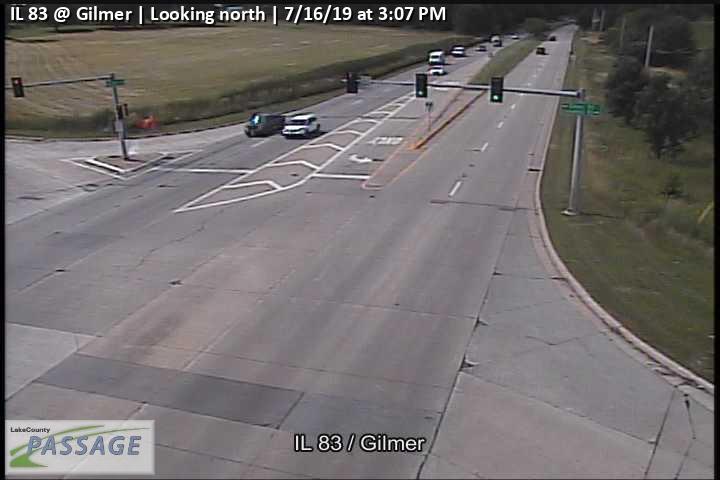 IL 83 @ Gilmer | Looking north | 7/16/19 at 3:07 PM
LakeCounty
PASSAGE
IL 83 / Gilmer